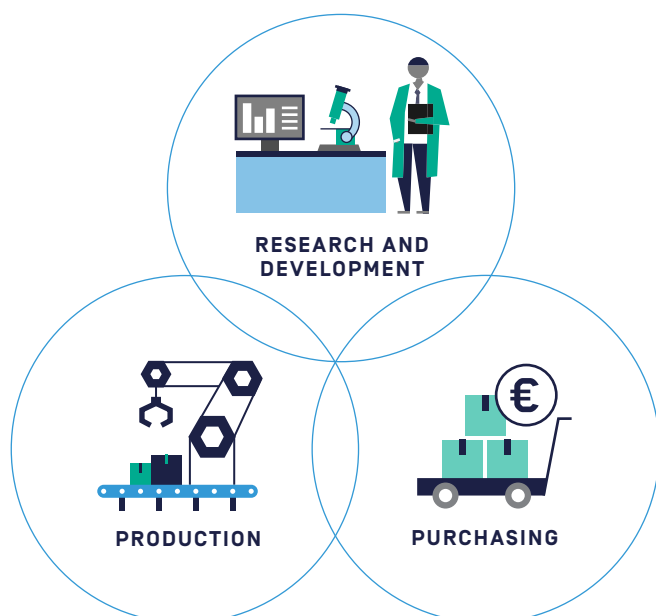 RESEARCH AND
DEVELOPMENT
€
PRODUCTION
PURCHASING